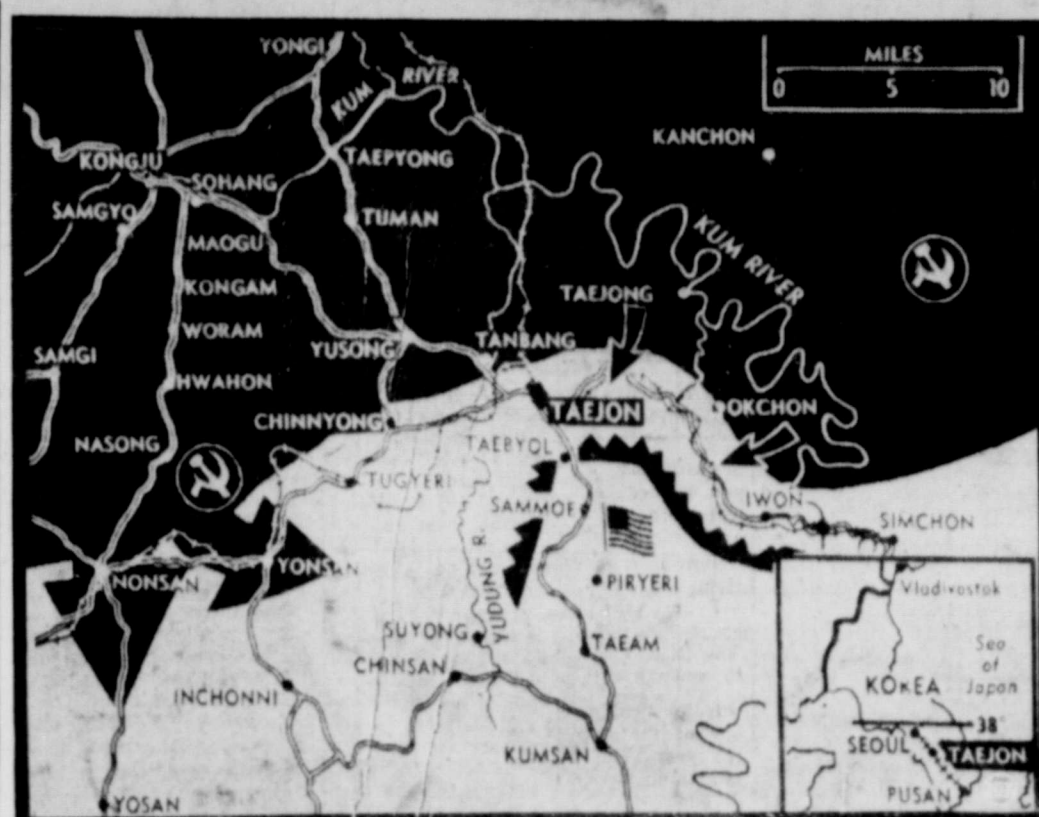 YONGI
KUM RIVER
MILES
0 5 10
KANCHON
KONGJU
TAEPYONG
SOHANG
SAMGYO
TUMAN
MAOGU
KUM RIVER
KONGAM
TAEJONG
WORAM
SAMGI
YUSONG
TANBANG
HWAHON
CHINNYONG
TAEJON
OKCHON
NASONG
TAEBYOL
TUGYERI
SAMMOE
IWON
SIMCHON
NONSAN
YONSAN
YUDUNG R.
PIRYERI
SUYONG
TAEAM
CHINSAN
INCHONNI
KUMSAN
YOSAN
Vladivostok
Sea
of
Japan
KOREA
38°
SEOUL
TAEJON
PUSAN